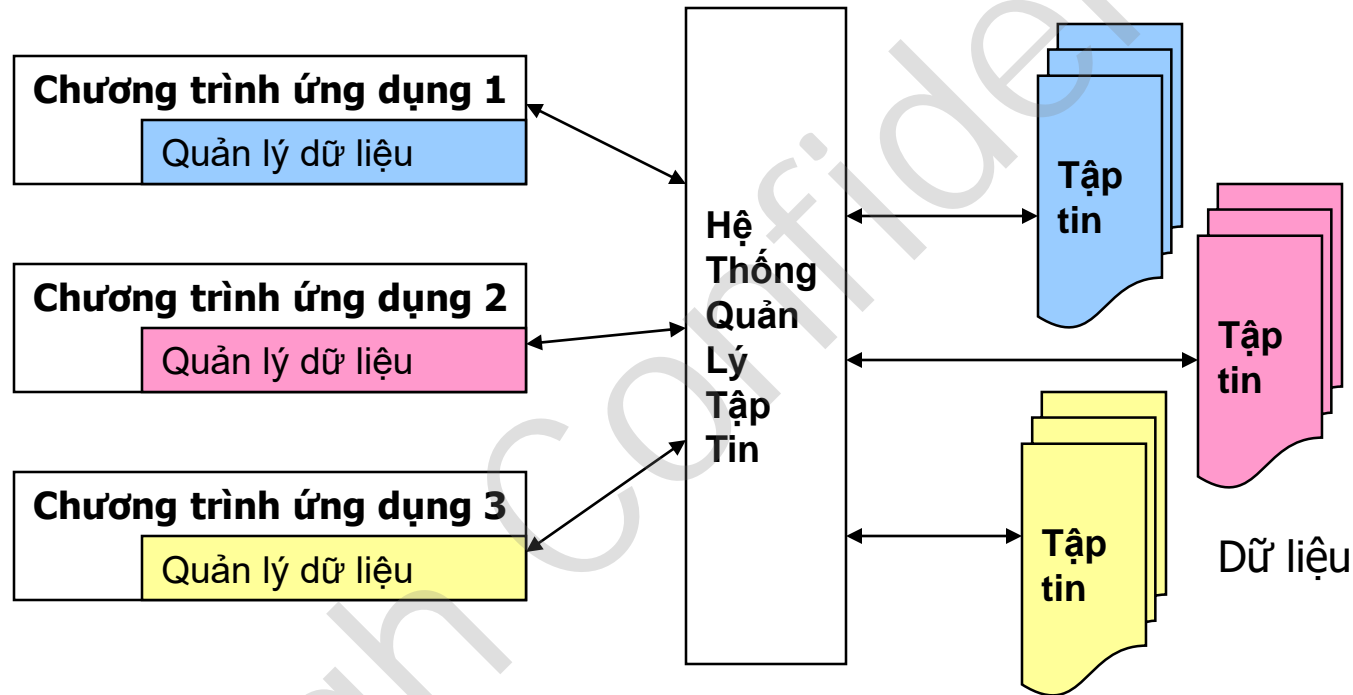 Chương trình ứng dụng 1
Quản lý dữ liệu
Chương trình ứng dụng 2
Quản lý dữ liệu
Chương trình ứng dụng 3
Quản lý dữ liệu
Hệ
Thống
Quản
Lý
Tập
Tin
Tập
tin
Tập
tin
Tập
tin
Dữ liệu